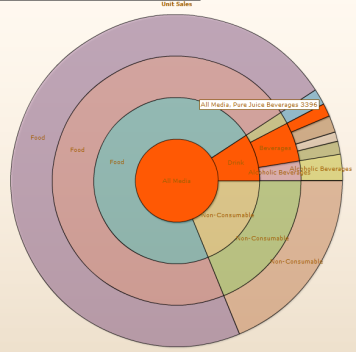 Unit Sales
All Media, Pure Juice Beverages 3396
Food
Food
Food
Drink
Beverages
Alcoholic Beverages
Alcoholic Beverages
All Media
Non-Consumable
Non-Consumable
Non-Consumable